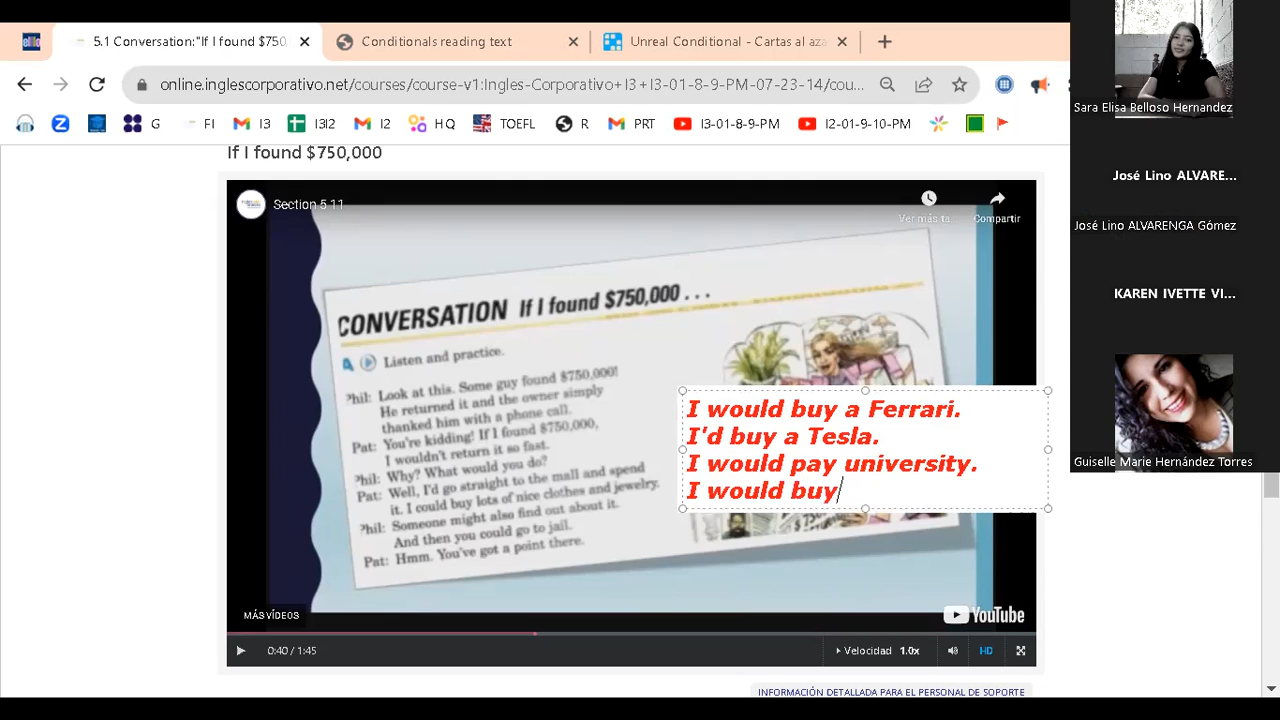 5.1 Conversation:"If I found $750,
Conditionals reading text
Unreal Conditional - Cartas al aza
online.inglescorporativo.net/courses/course-v1:Ingles-Corporativo+I3+I3-01-8-9-PM-07-23-14/cou...
G FI I3 I3I2 I2 HQ TOEFL R PRT I3-01-8-9-PM I2-01-9-10-PM
If I found $750,000
Section 5 11
Ver más ta...
Compartir
CONVERSATION If I found $750,000 . . .
A Listen and practice.
Phil: Look at this. Some guy found $750,000!
He returned it and the owner simply
thanked him with a phone call.
Pat: You're kidding! If I found $750,000,
I wouldn't return it so fast.
Phil: Why? What would you do?
Pat: Well, I'd go straight to the mall and spend
it. I could buy lots of nice clothes and jewelry.
Phil: Someone might also find out about it.
And then you could go to jail.
Pat: Hmm. You've got a point there.
I would buy a Ferrari.
I'd buy a Tesla.
I would pay university.
I would buy
MÁS VÍDEOS
YouTube
0:40 / 1:45
Velocidad 1.0x
HD
INFORMACIÓN DETALLADA PARA EL PERSONAL DE SOPORTE
Sara Elisa Belloso Hernandez
José Lino ALVARE...
José Lino ALVARENGA Gómez
KAREN IVETTE VI...
Guiselle Marie Hernández Torres